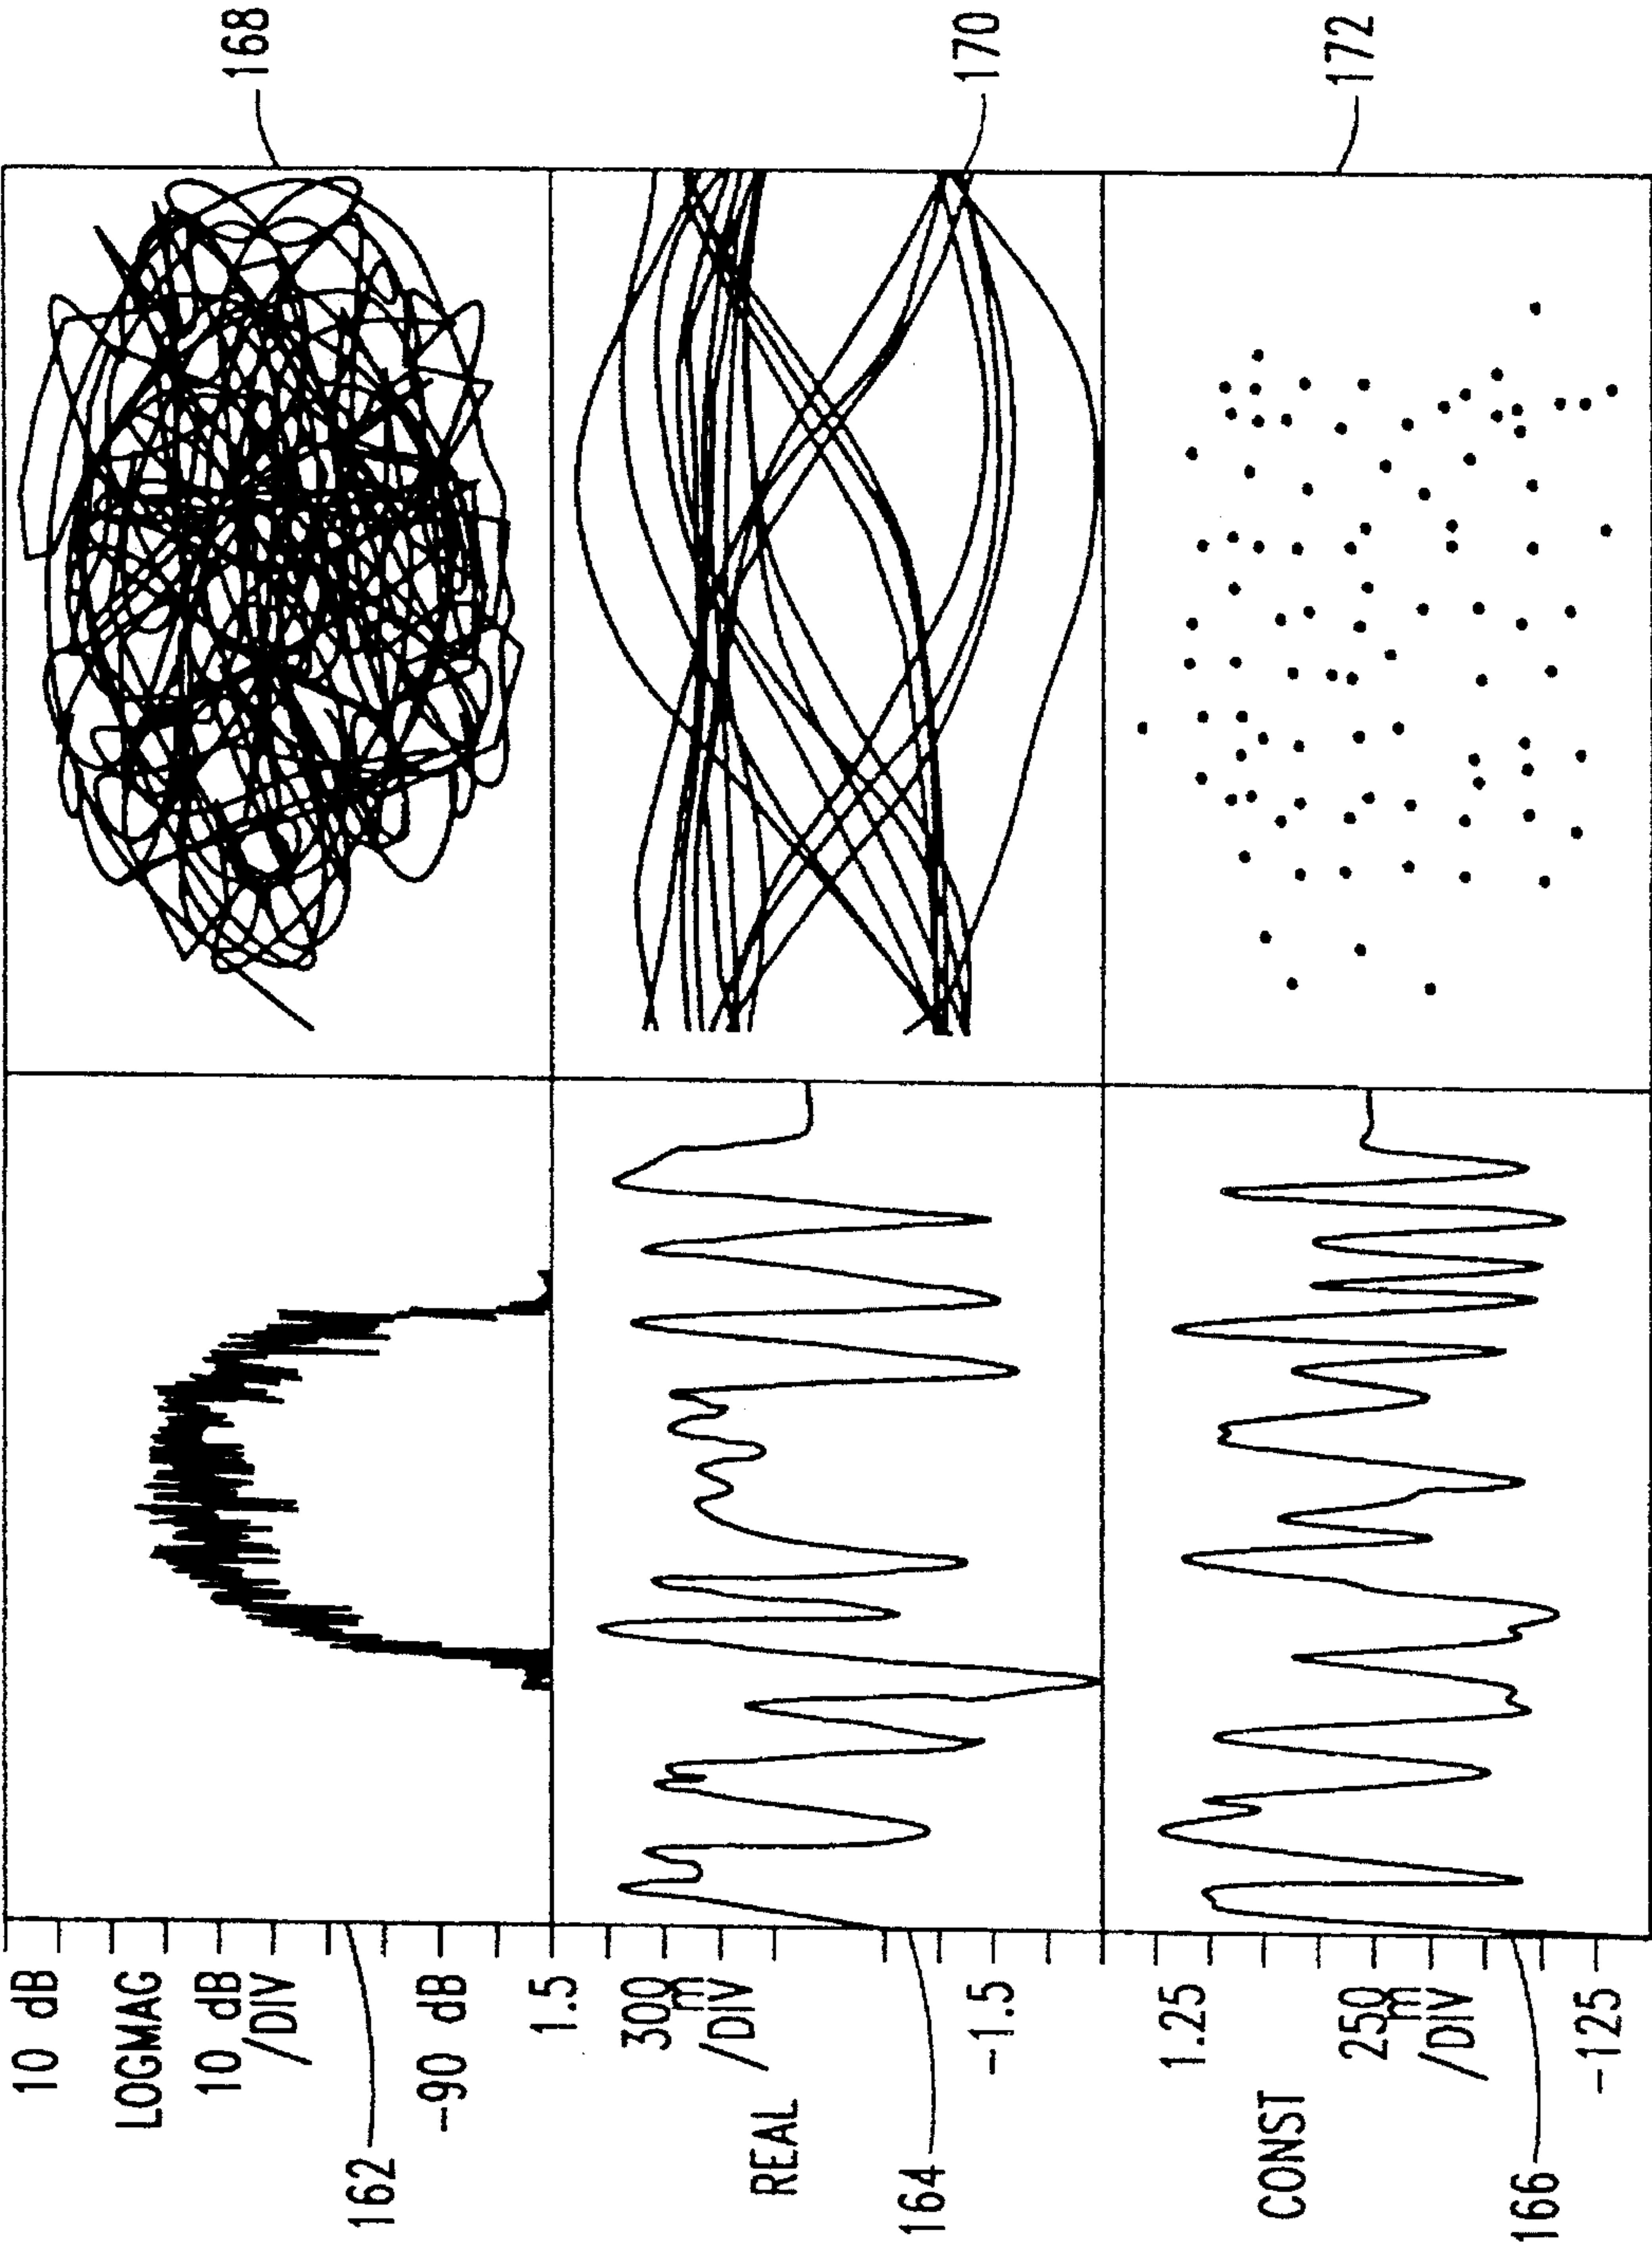 10 dB
LOGMAG
10 dB
/DIV
-90 dB
162
168
1.5
300
m
/DIV
REAL
-1.5
164
170
1.25
250
m
/DIV
CONST
-125
166
172